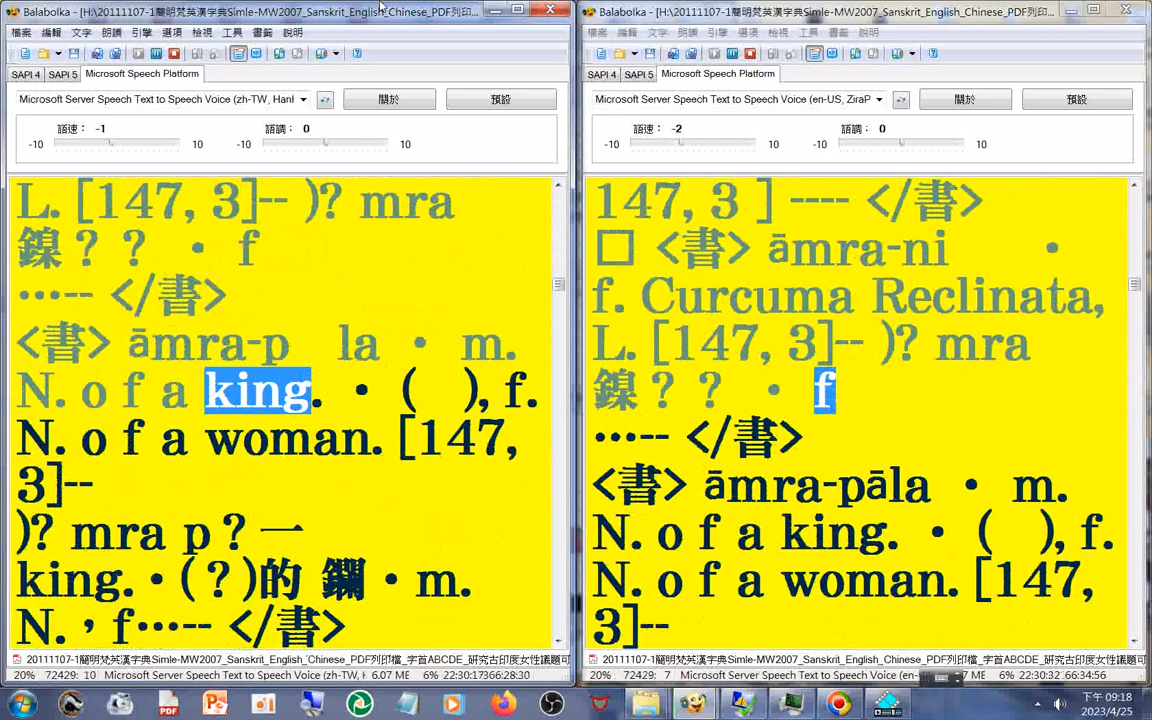 Balabolka - [H:\20111107-1簡明梵英漢字典Simle-MW2007_Sanskrit_English_Chinese_PDF列印...
檔案 編輯 文字 朗讀 引擎 選項 檢視 工具 書籤 說明
SAPI 4 SAPI 5 Microsoft Speech Platform
Microsoft Server Speech Text to Speech Voice (zh-TW, Hanl
關於 預設
語速： -1 語調： 0
-10 10 -10 10
L. [147, 3]-- )? mra
鎳？？ · f
…-- </書>
<書> āmra-p la · m.
N. o f a king. · ( ), f.
N. o f a woman. [147,
3]--
)? mra p？一
king.·(？)的 钄·m.
N.，f…-- </書>
20111107-1簡明梵英漢字典Simle-MW2007_Sanskrit_English_Chinese_PDF列印檔_字首ABCDE_研究古印度女性議題可
20% 72429: 10 Microsoft Server Speech Text to Speech Voice (zh-TW, H 6.07 MB 6% 22:30:17366:28:30
Balabolka - [H:\20111107-1簡明梵英漢字典Simle-MW2007_Sanskrit_English_Chinese_PDF列印...
檔案 編輯 文字 朗讀 引擎 選項 檢視 工具 書籤 說明
SAPI 4 SAPI 5 Microsoft Speech Platform
Microsoft Server Speech Text to Speech Voice (en-US, ZiraP
關於 預設
語速： -2 語調： 0
-10 10 -10 10
147, 3 ] ---- </書>
□ <書> āmra-ni ·
f. Curcuma Reclinata,
L. [147, 3]-- )? mra
鎳？？ · f
…-- </書>
<書> āmra-pāla · m.
N. o f a king. · ( ), f.
N. o f a woman. [147,
3]--
20111107-1簡明梵英漢字典Simle-MW2007_Sanskrit_English_Chinese_PDF列印檔_字首ABCDE_研究古印度女性議題可
20% 72429: 7 Microsoft Server Speech Text to Speech Voice (en-us 6% 22:30:32 66:34:56
下午 09:18
2023/4/25